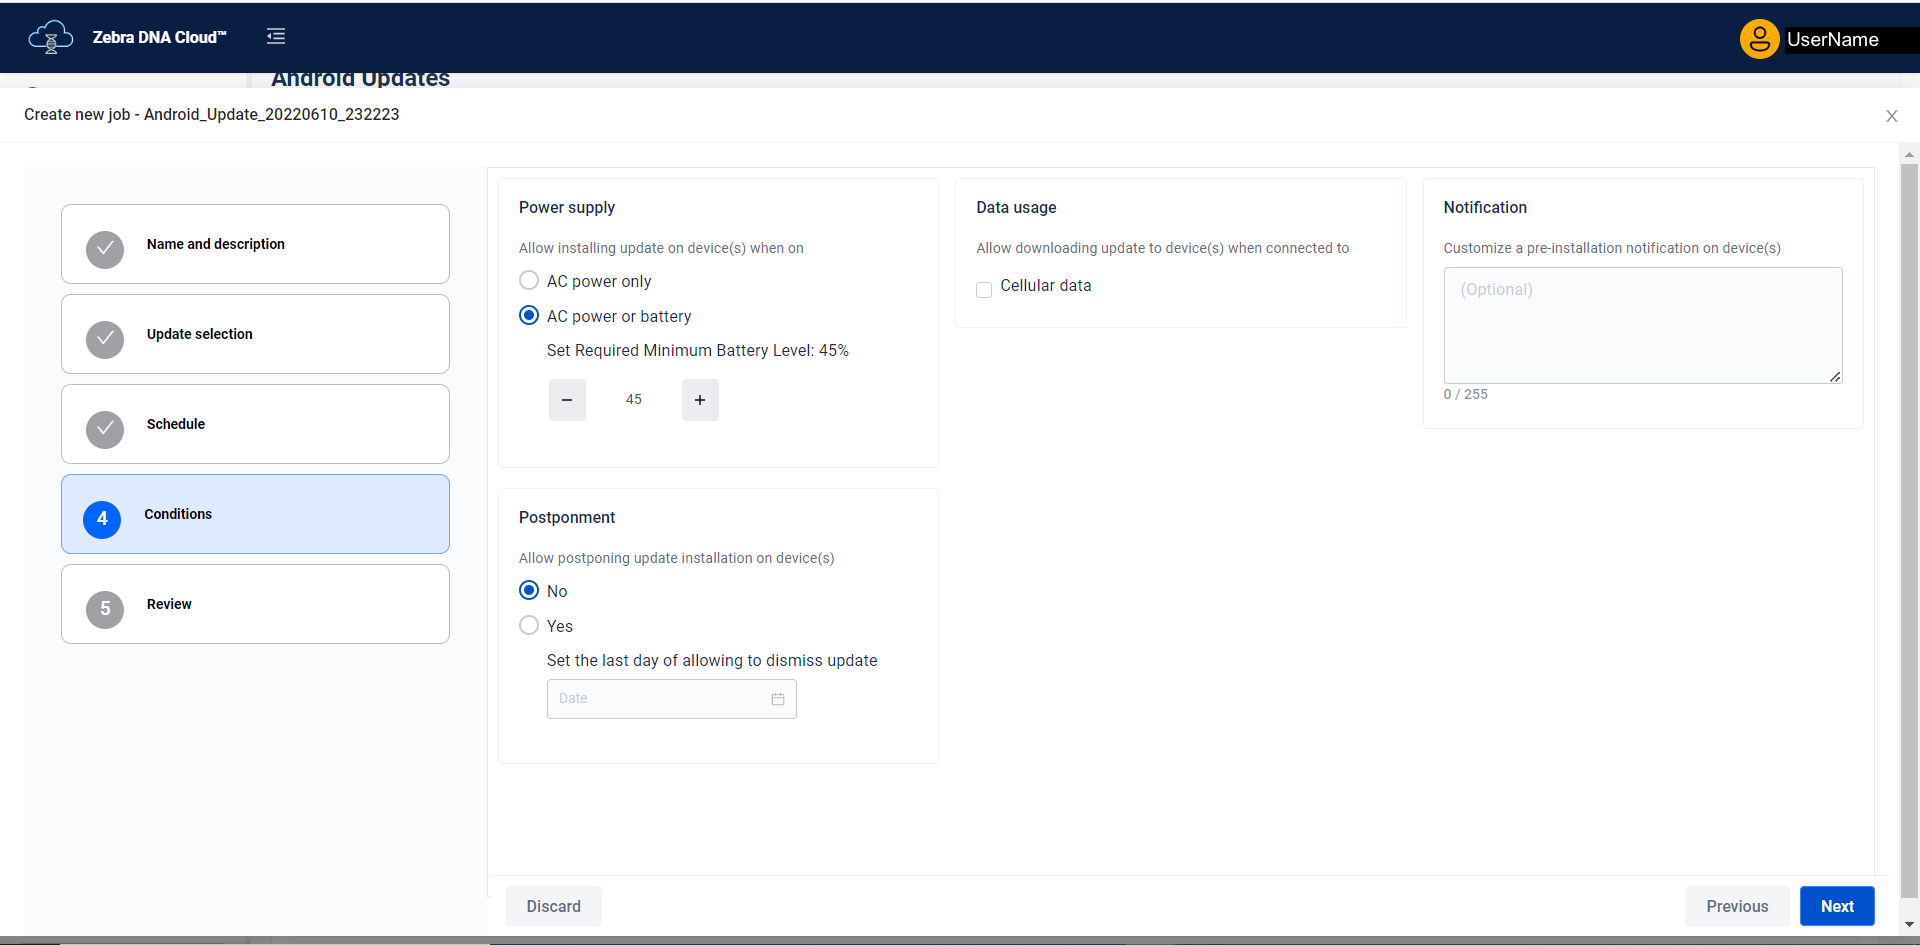 Zebra DNA Cloud™
UserName
Android Updates
Create new job - Android_Update_20220610_232223
Name and description
Update selection
Schedule
4
Conditions
5
Review
Power supply
Allow installing update on device(s) when on
AC power only
AC power or battery
Set Required Minimum Battery Level: 45%
− 45 +
Postponment
Allow postponing update installation on device(s)
No
Yes
Set the last day of allowing to dismiss update
Date
Data usage
Allow downloading update to device(s) when connected to
Cellular data
Notification
Customize a pre-installation notification on device(s)
(Optional)
0 / 255
Discard
Previous
Next